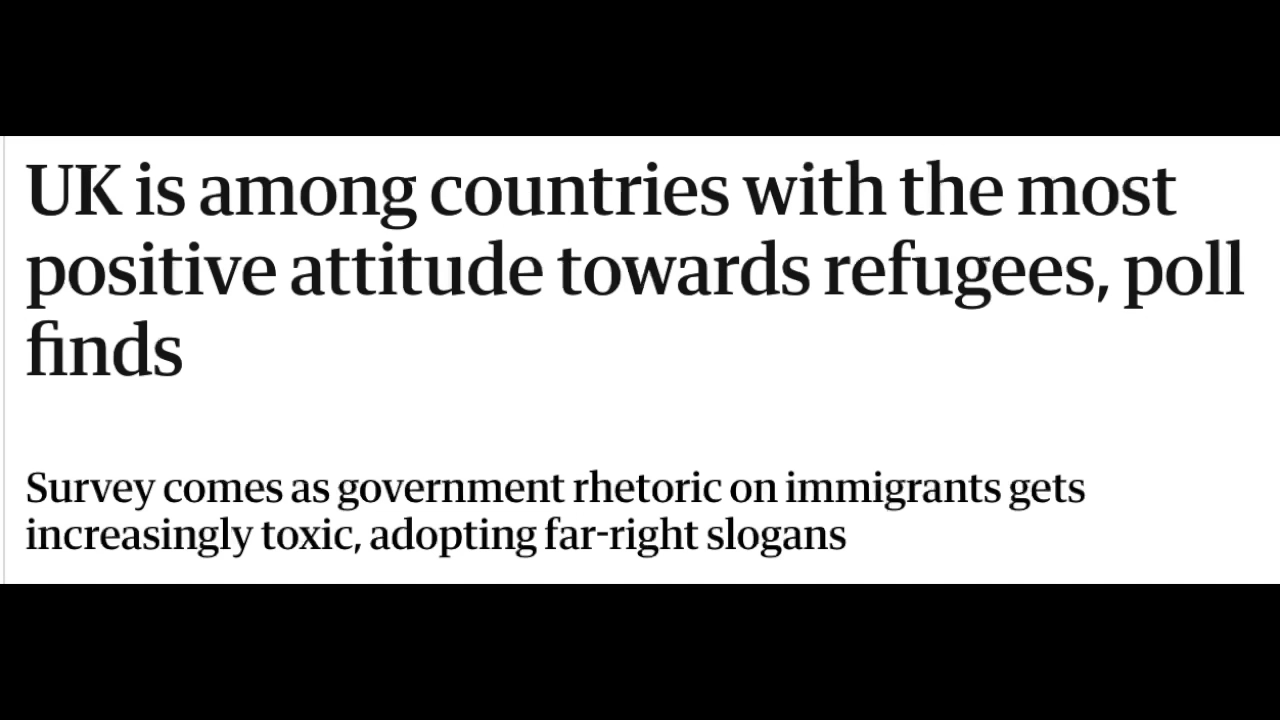 UK is among countries with the most
positive attitude towards refugees, poll
finds
Survey comes as government rhetoric on immigrants gets
increasingly toxic, adopting far-right slogans